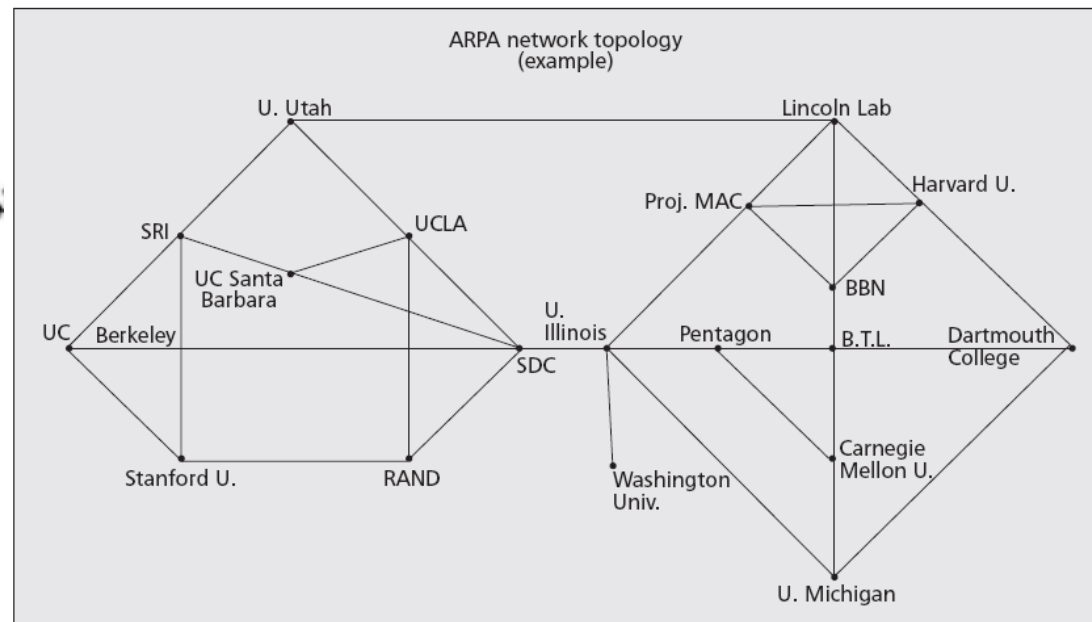 ARPA network topology
(example)
U. Utah
Lincoln Lab
Proj. MAC
Harvard U.
SRI
UCLA
UC Santa
Barbara
BBN
U.
Illinois
UC Berkeley
SDC
Pentagon
B.T.L.
Dartmouth
College
Stanford U.
RAND
Washington
Univ.
Carnegie
Mellon U.
U. Michigan